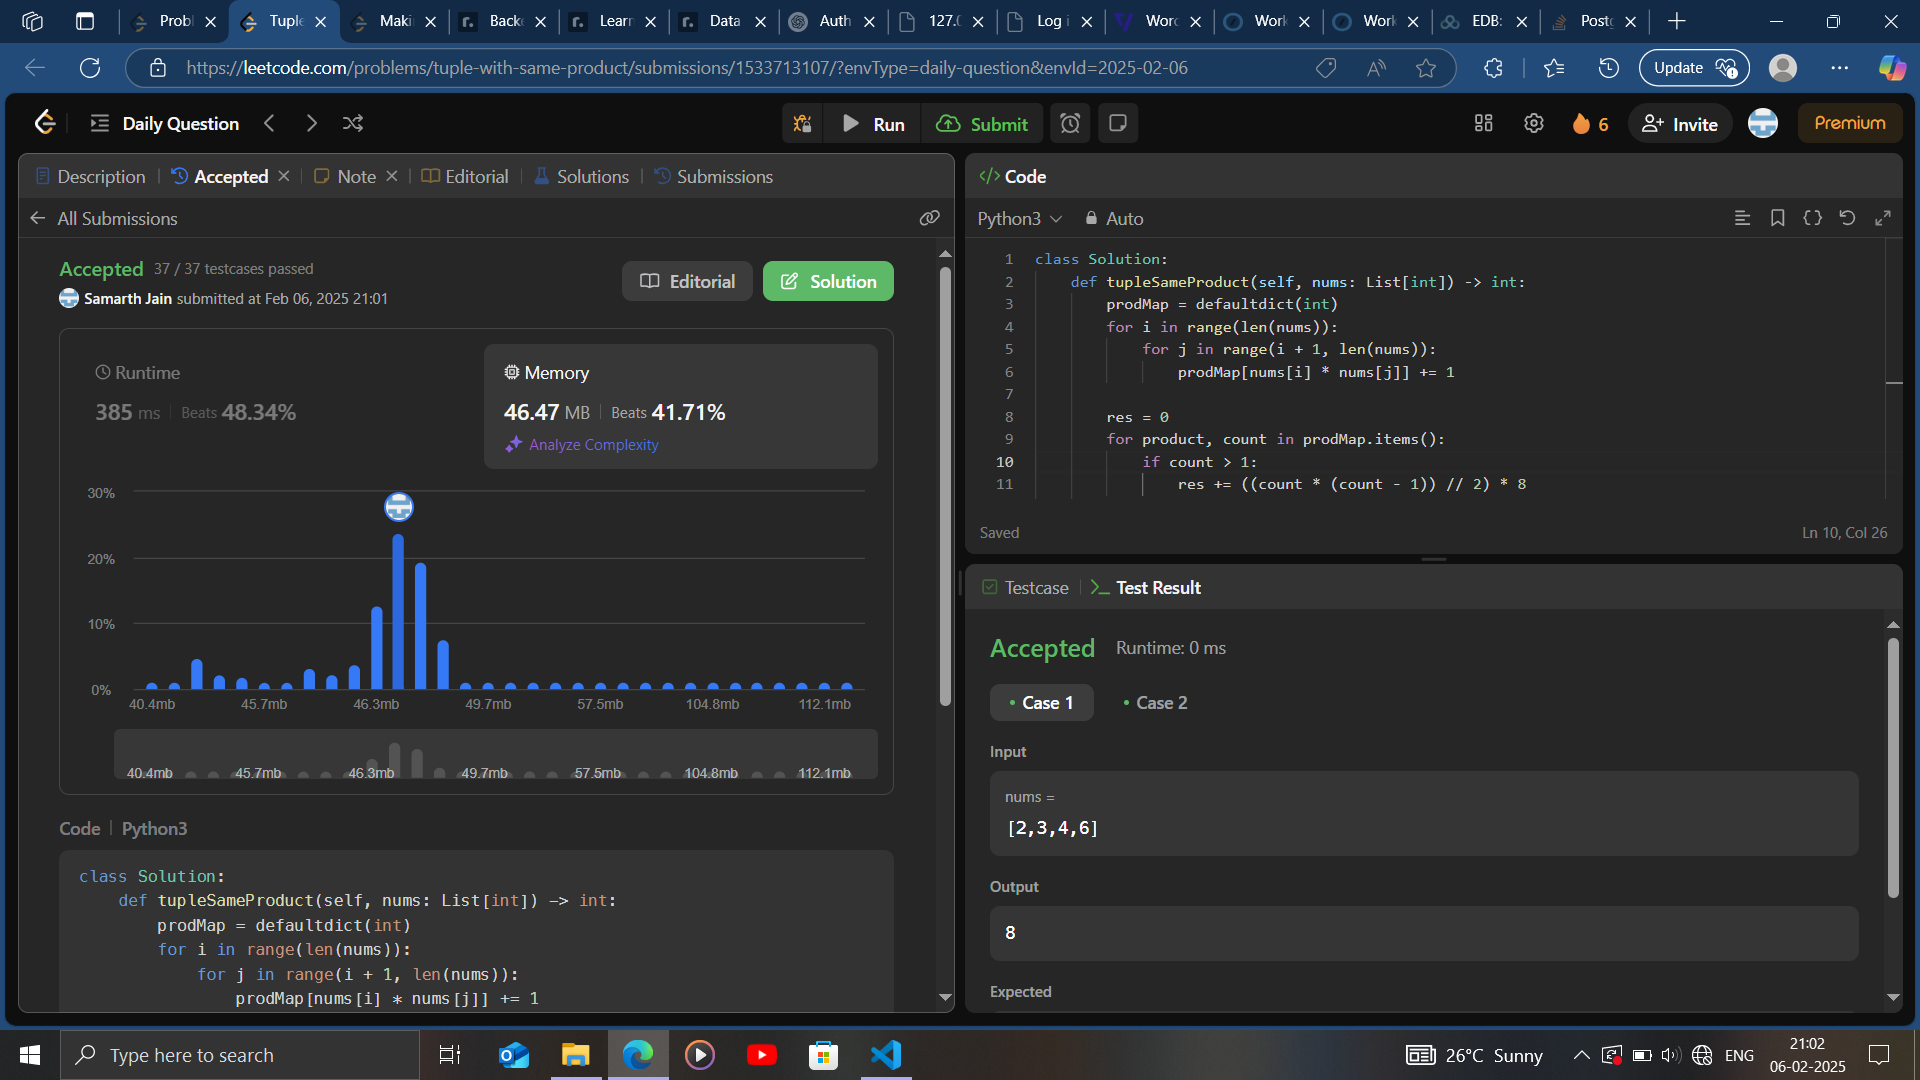 Probl
Tuple
Maki
Backe
Learn
Data
Auth
127.0
Log i
Word
Work
Work
EDB:
Postg
https://leetcode.com/problems/tuple-with-same-product/submissions/1533713107/?envType=daily-question&envId=2025-02-06
Update
Daily Question
Run
Submit
6
Invite
Premium
Description
Accepted
Note
Editorial
Solutions
Submissions
All Submissions
Accepted 37 / 37 testcases passed
Samarth Jain submitted at Feb 06, 2025 21:01
Editorial
Solution
Runtime
385 ms | Beats 48.34%
Memory
46.47 MB | Beats 41.71%
Analyze Complexity
30%
20%
10%
0%
40.4mb 45.7mb 46.3mb 49.7mb 57.5mb 104.8mb 112.1mb
40.4mb 45.7mb 46.3mb 49.7mb 57.5mb 104.8mb 112.1mb
Code | Python3
class Solution:
    def tupleSameProduct(self, nums: List[int]) -> int:
        prodMap = defaultdict(int)
        for i in range(len(nums)):
            for j in range(i + 1, len(nums)):
                prodMap[nums[i] * nums[j]] += 1
</> Code
Python3
Auto
1 class Solution:
2     def tupleSameProduct(self, nums: List[int]) -> int:
3         prodMap = defaultdict(int)
4         for i in range(len(nums)):
5             for j in range(i + 1, len(nums)):
6                 prodMap[nums[i] * nums[j]] += 1
7
8         res = 0
9         for product, count in prodMap.items():
10             if count > 1:
11                 res += ((count * (count - 1)) // 2) * 8
Saved
Ln 10, Col 26
Testcase
Test Result
Accepted Runtime: 0 ms
Case 1
Case 2
Input
nums =
[2,3,4,6]
Output
8
Expected
Type here to search
26°C Sunny
ENG
21:02
06-02-2025